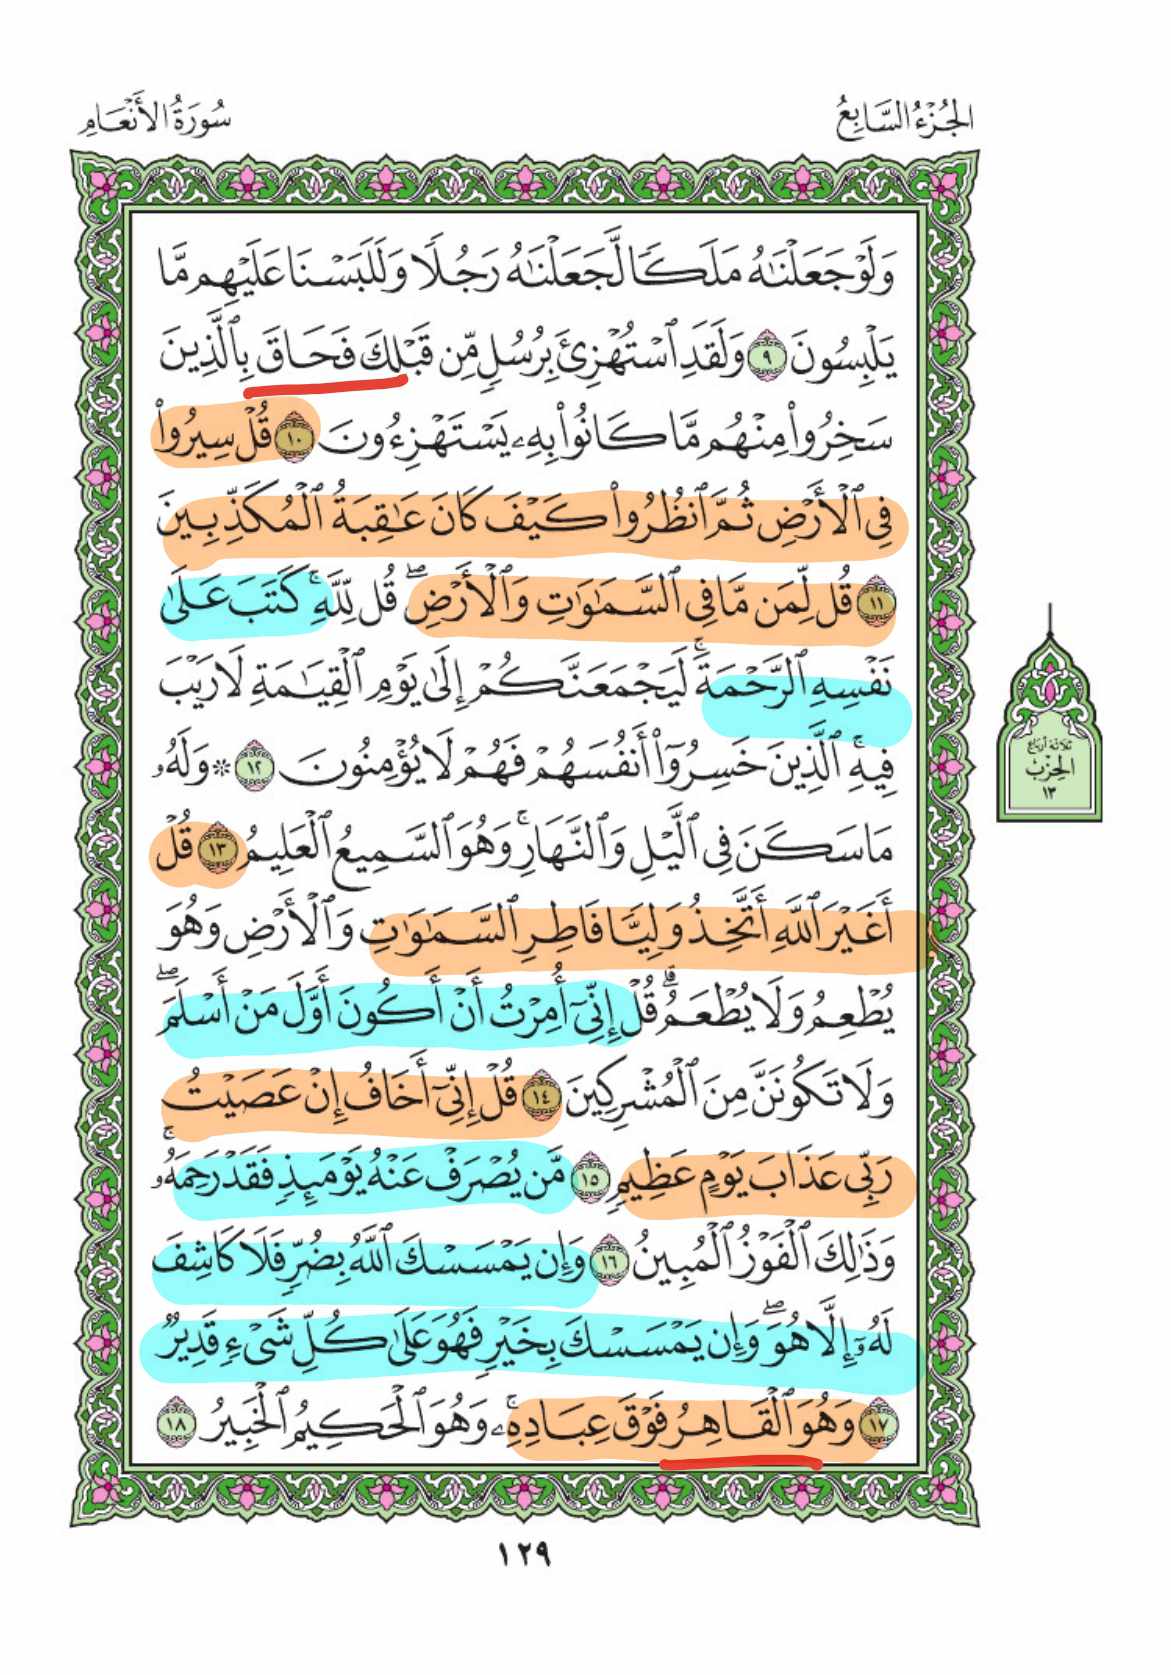 الجُزْءُ السَّابِعُ
سُورَةُ الأَنْعَامِ
وَلَوْ جَعَلْنَٰهُ مَلَكًا لَّجَعَلْنَٰهُ رَجُلًا وَلَلَبَسْنَا عَلَيْهِم مَّا
يَلْبِسُونَ ٩ وَلَقَدِ ٱسْتُهْزِئَ بِرُسُلٍ مِّن قَبْلِكَ فَحَاقَ بِٱلَّذِينَ
سَخِرُوا۟ مِنْهُم مَّا كَانُوا۟ بِهِۦ يَسْتَهْزِءُونَ ١٠ قُلْ سِيرُوا۟
فِى ٱلْأَرْضِ ثُمَّ ٱنظُرُوا۟ كَيْفَ كَانَ عَٰقِبَةُ ٱلْمُكَذِّبِينَ
١١ قُل لِّمَن مَّا فِى ٱلسَّمَٰوَٰتِ وَٱلْأَرْضِۖ قُل لِّلَّهِۚ كَتَبَ عَلَىٰ
نَفْسِهِ ٱلرَّحْمَةَۚ لَيَجْمَعَنَّكُمْ إِلَىٰ يَوْمِ ٱلْقِيَٰمَةِ لَا رَيْبَ
فِيهِۚ ٱلَّذِينَ خَسِرُوٓا۟ أَنفُسَهُمْ فَهُمْ لَا يُؤْمِنُونَ ١٢ * وَلَهُۥ
مَا سَكَنَ فِى ٱلَّيْلِ وَٱلنَّهَارِۚ وَهُوَ ٱلسَّمِيعُ ٱلْعَلِيمُ ١٣ قُلْ
أَغَيْرَ ٱللَّهِ أَتَّخِذُ وَلِيًّا فَاطِرِ ٱلسَّمَٰوَٰتِ وَٱلْأَرْضِ وَهُوَ
يُطْعِمُ وَلَا يُطْعَمُۗ قُلْ إِنِّىٓ أُمِرْتُ أَنْ أَكُونَ أَوَّلَ مَنْ أَسْلَمَۖ
وَلَا تَكُونَنَّ مِنَ ٱلْمُشْرِكِينَ ١٤ قُلْ إِنِّىٓ أَخَافُ إِنْ عَصَيْتُ
رَبِّى عَذَابَ يَوْمٍ عَظِيمٍ ١٥ مَّن يُصْرَفْ عَنْهُ يَوْمَئِذٍ فَقَدْ رَحِمَهُۥۚ
وَذَٰلِكَ ٱلْفَوْزُ ٱلْمُبِينُ ١٦ وَإِن يَمْسَسْكَ ٱللَّهُ بِضُرٍّ فَلَا كَاشِفَ
لَهُۥٓ إِلَّا هُوَۖ وَإِن يَمْسَسْكَ بِخَيْرٍ فَهُوَ عَلَىٰ كُلِّ شَىْءٍ قَدِيرٌ
١٧ وَهُوَ ٱلْقَاهِرُ فَوْقَ عِبَادِهِۦۚ وَهُوَ ٱلْحَكِيمُ ٱلْخَبِيرُ ١٨
ثَلَاثَةُ أَرْبَاعِ
الحِزْبِ
١٣
١٢٩